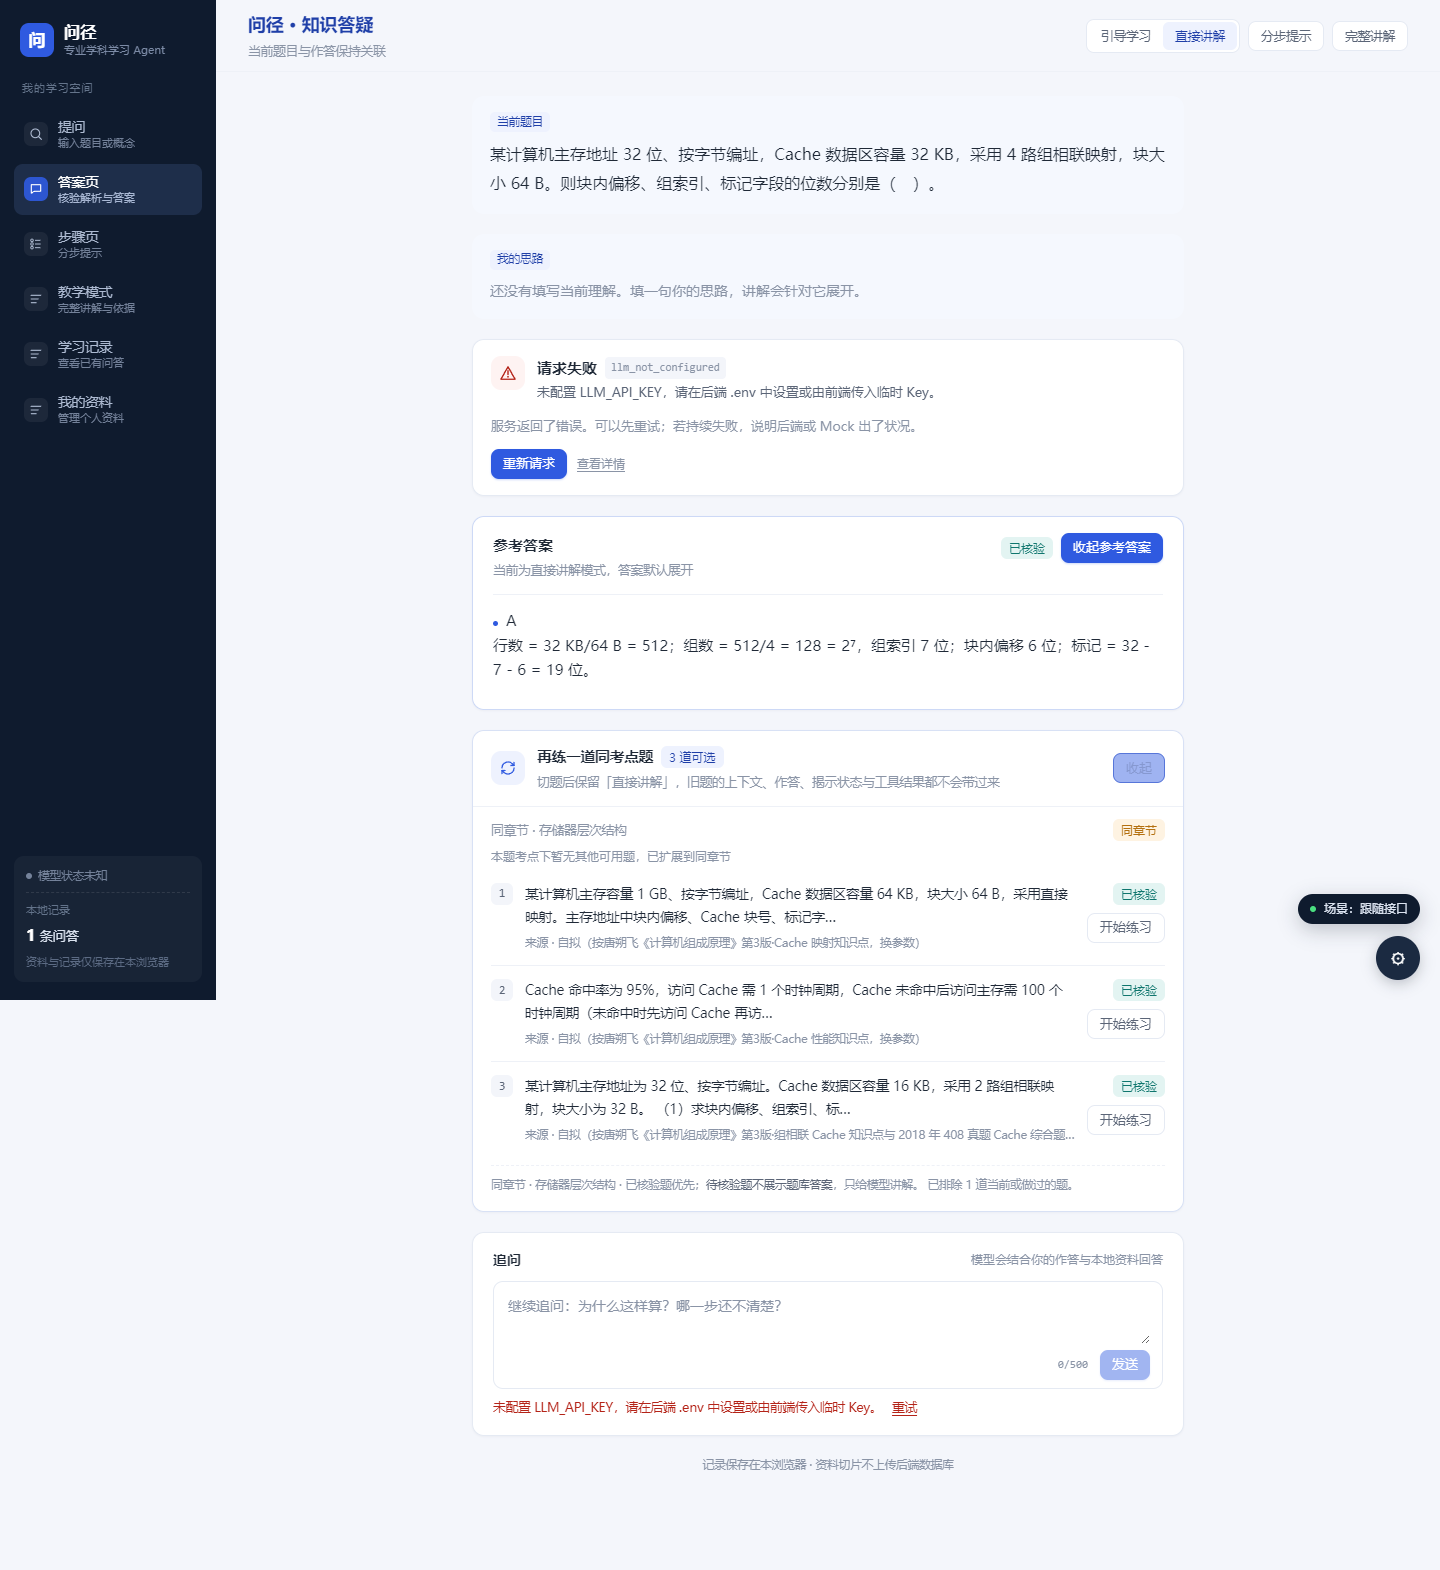 问
问径
专业学科学习 Agent
我的学习空间
提问
输入题目或概念
答案页
核验解析与答案
步骤页
分步提示
教学模式
完整讲解与依据
学习记录
查看已有问答
我的资料
管理个人资料
模型状态未知
本地记录
1 条问答
资料与记录仅保存在本浏览器
问径 · 知识答疑
当前题目与作答保持关联
引导学习
直接讲解
分步提示
完整讲解
当前题目
某计算机主存地址 32 位、按字节编址，Cache 数据区容量 32 KB，采用 4 路组相联映射，块大
小 64 B。则块内偏移、组索引、标记字段的位数分别是（　）。
我的思路
还没有填写当前理解。填一句你的思路，讲解会针对它展开。
请求失败 llm_not_configured
未配置 LLM_API_KEY，请在后端 .env 中设置或由前端传入临时 Key。
服务返回了错误。可以先重试；若持续失败，说明后端或 Mock 出了状况。
重新请求 查看详情
参考答案
已核验 收起参考答案
当前为直接讲解模式，答案默认展开
A
行数 = 32 KB/64 B = 512；组数 = 512/4 = 128 = 2⁷，组索引 7 位；块内偏移 6 位；标记 = 32 -
7 - 6 = 19 位。
再练一道同考点题 3 道可选
切题后保留「直接讲解」，旧题的上下文、作答、揭示状态与工具结果都不会带过来
收起
同章节 · 存储器层次结构
同章节
本题考点下暂无其他可用题，已扩展到同章节
1
某计算机主存容量 1 GB、按字节编址，Cache 数据区容量 64 KB，块大小 64 B，采用直接
映射。主存地址中块内偏移、Cache 块号、标记字…
来源 · 自拟（按唐朔飞《计算机组成原理》第3版·Cache 映射知识点，换参数）
已核验
开始练习
2
Cache 命中率为 95%，访问 Cache 需 1 个时钟周期，Cache 未命中后访问主存需 100 个
时钟周期（未命中时先访问 Cache 再访…
来源 · 自拟（按唐朔飞《计算机组成原理》第3版·Cache 性能知识点，换参数）
已核验
开始练习
3
某计算机主存地址为 32 位、按字节编址。Cache 数据区容量 16 KB，采用 2 路组相联映
射，块大小为 32 B。 （1）求块内偏移、组索引、标…
来源 · 自拟（按唐朔飞《计算机组成原理》第3版·组相联 Cache 知识点与 2018 年 408 真题 Cache 综合题…
已核验
开始练习
同章节 · 存储器层次结构 · 已核验题优先；待核验题不展示题库答案，只给模型讲解。 已排除 1 道当前或做过的题。
追问
模型会结合你的作答与本地资料回答
继续追问：为什么这样算？哪一步还不清楚？
0/500 发送
未配置 LLM_API_KEY，请在后端 .env 中设置或由前端传入临时 Key。 重试
记录保存在本浏览器 · 资料切片不上传后端数据库
场景：跟随接口